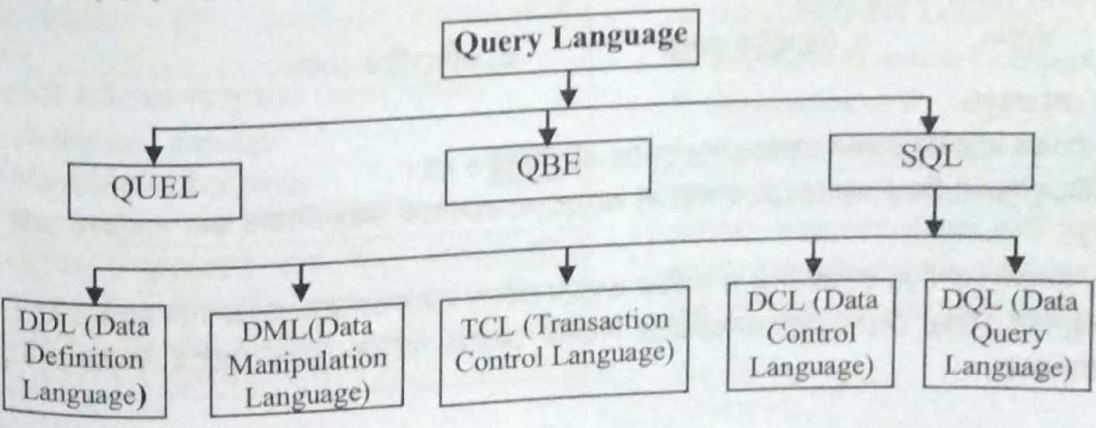 Query Language
QUEL
QBE
SQL
DDL (Data
Definition
Language)
DML(Data
Manipulation
Language)
TCL (Transaction
Control Language)
DCL (Data
Control
Language)
DQL (Data
Query
Language)